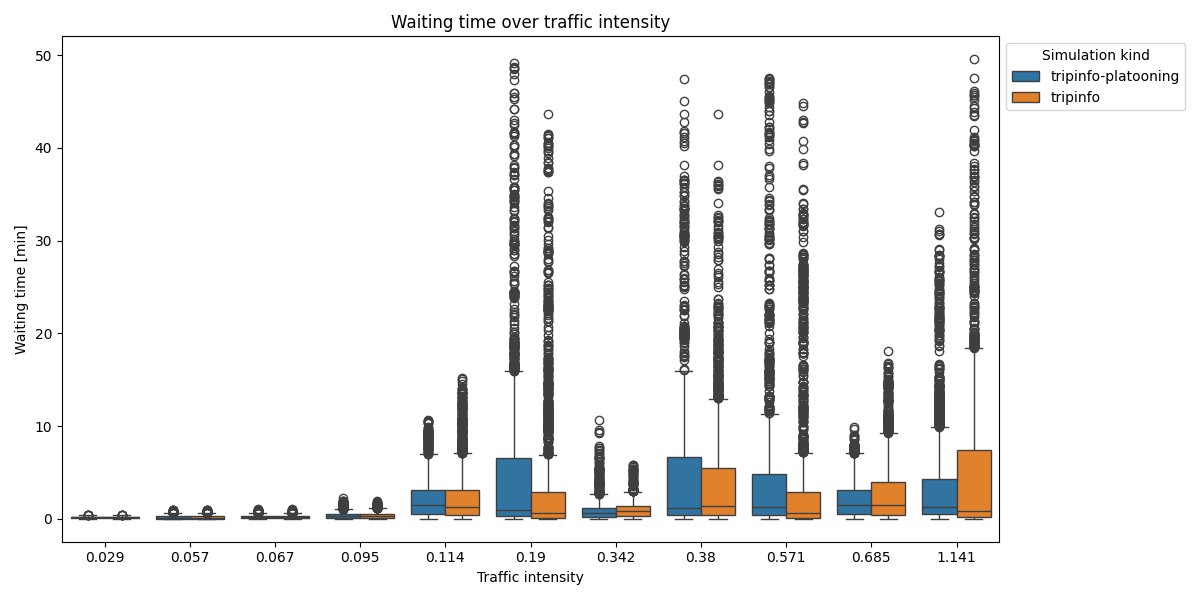 Waiting time over traffic intensity
Simulation kind
tripinfo-platooning
tripinfo
Waiting time [min]
50
40
30
20
10
0
0.029 0.057 0.067 0.095 0.114 0.19 0.342 0.38 0.571 0.685 1.141
Traffic intensity